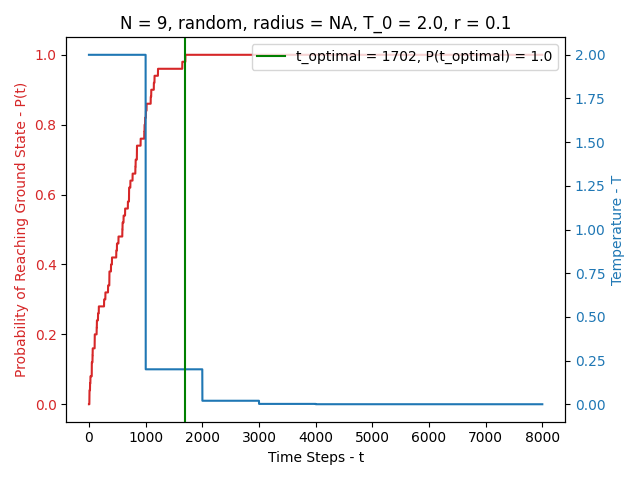 N = 9, random, radius = NA, T_0 = 2.0, r = 0.1
t_optimal = 1702, P(t_optimal) = 1.0
Probability of Reaching Ground State - P(t)
1.0
0.8
0.6
0.4
0.2
0.0
2.00
1.75
1.50
1.25
1.00
0.75
0.50
0.25
0.00
Temperature - T
0 1000 2000 3000 4000 5000 6000 7000 8000
Time Steps - t